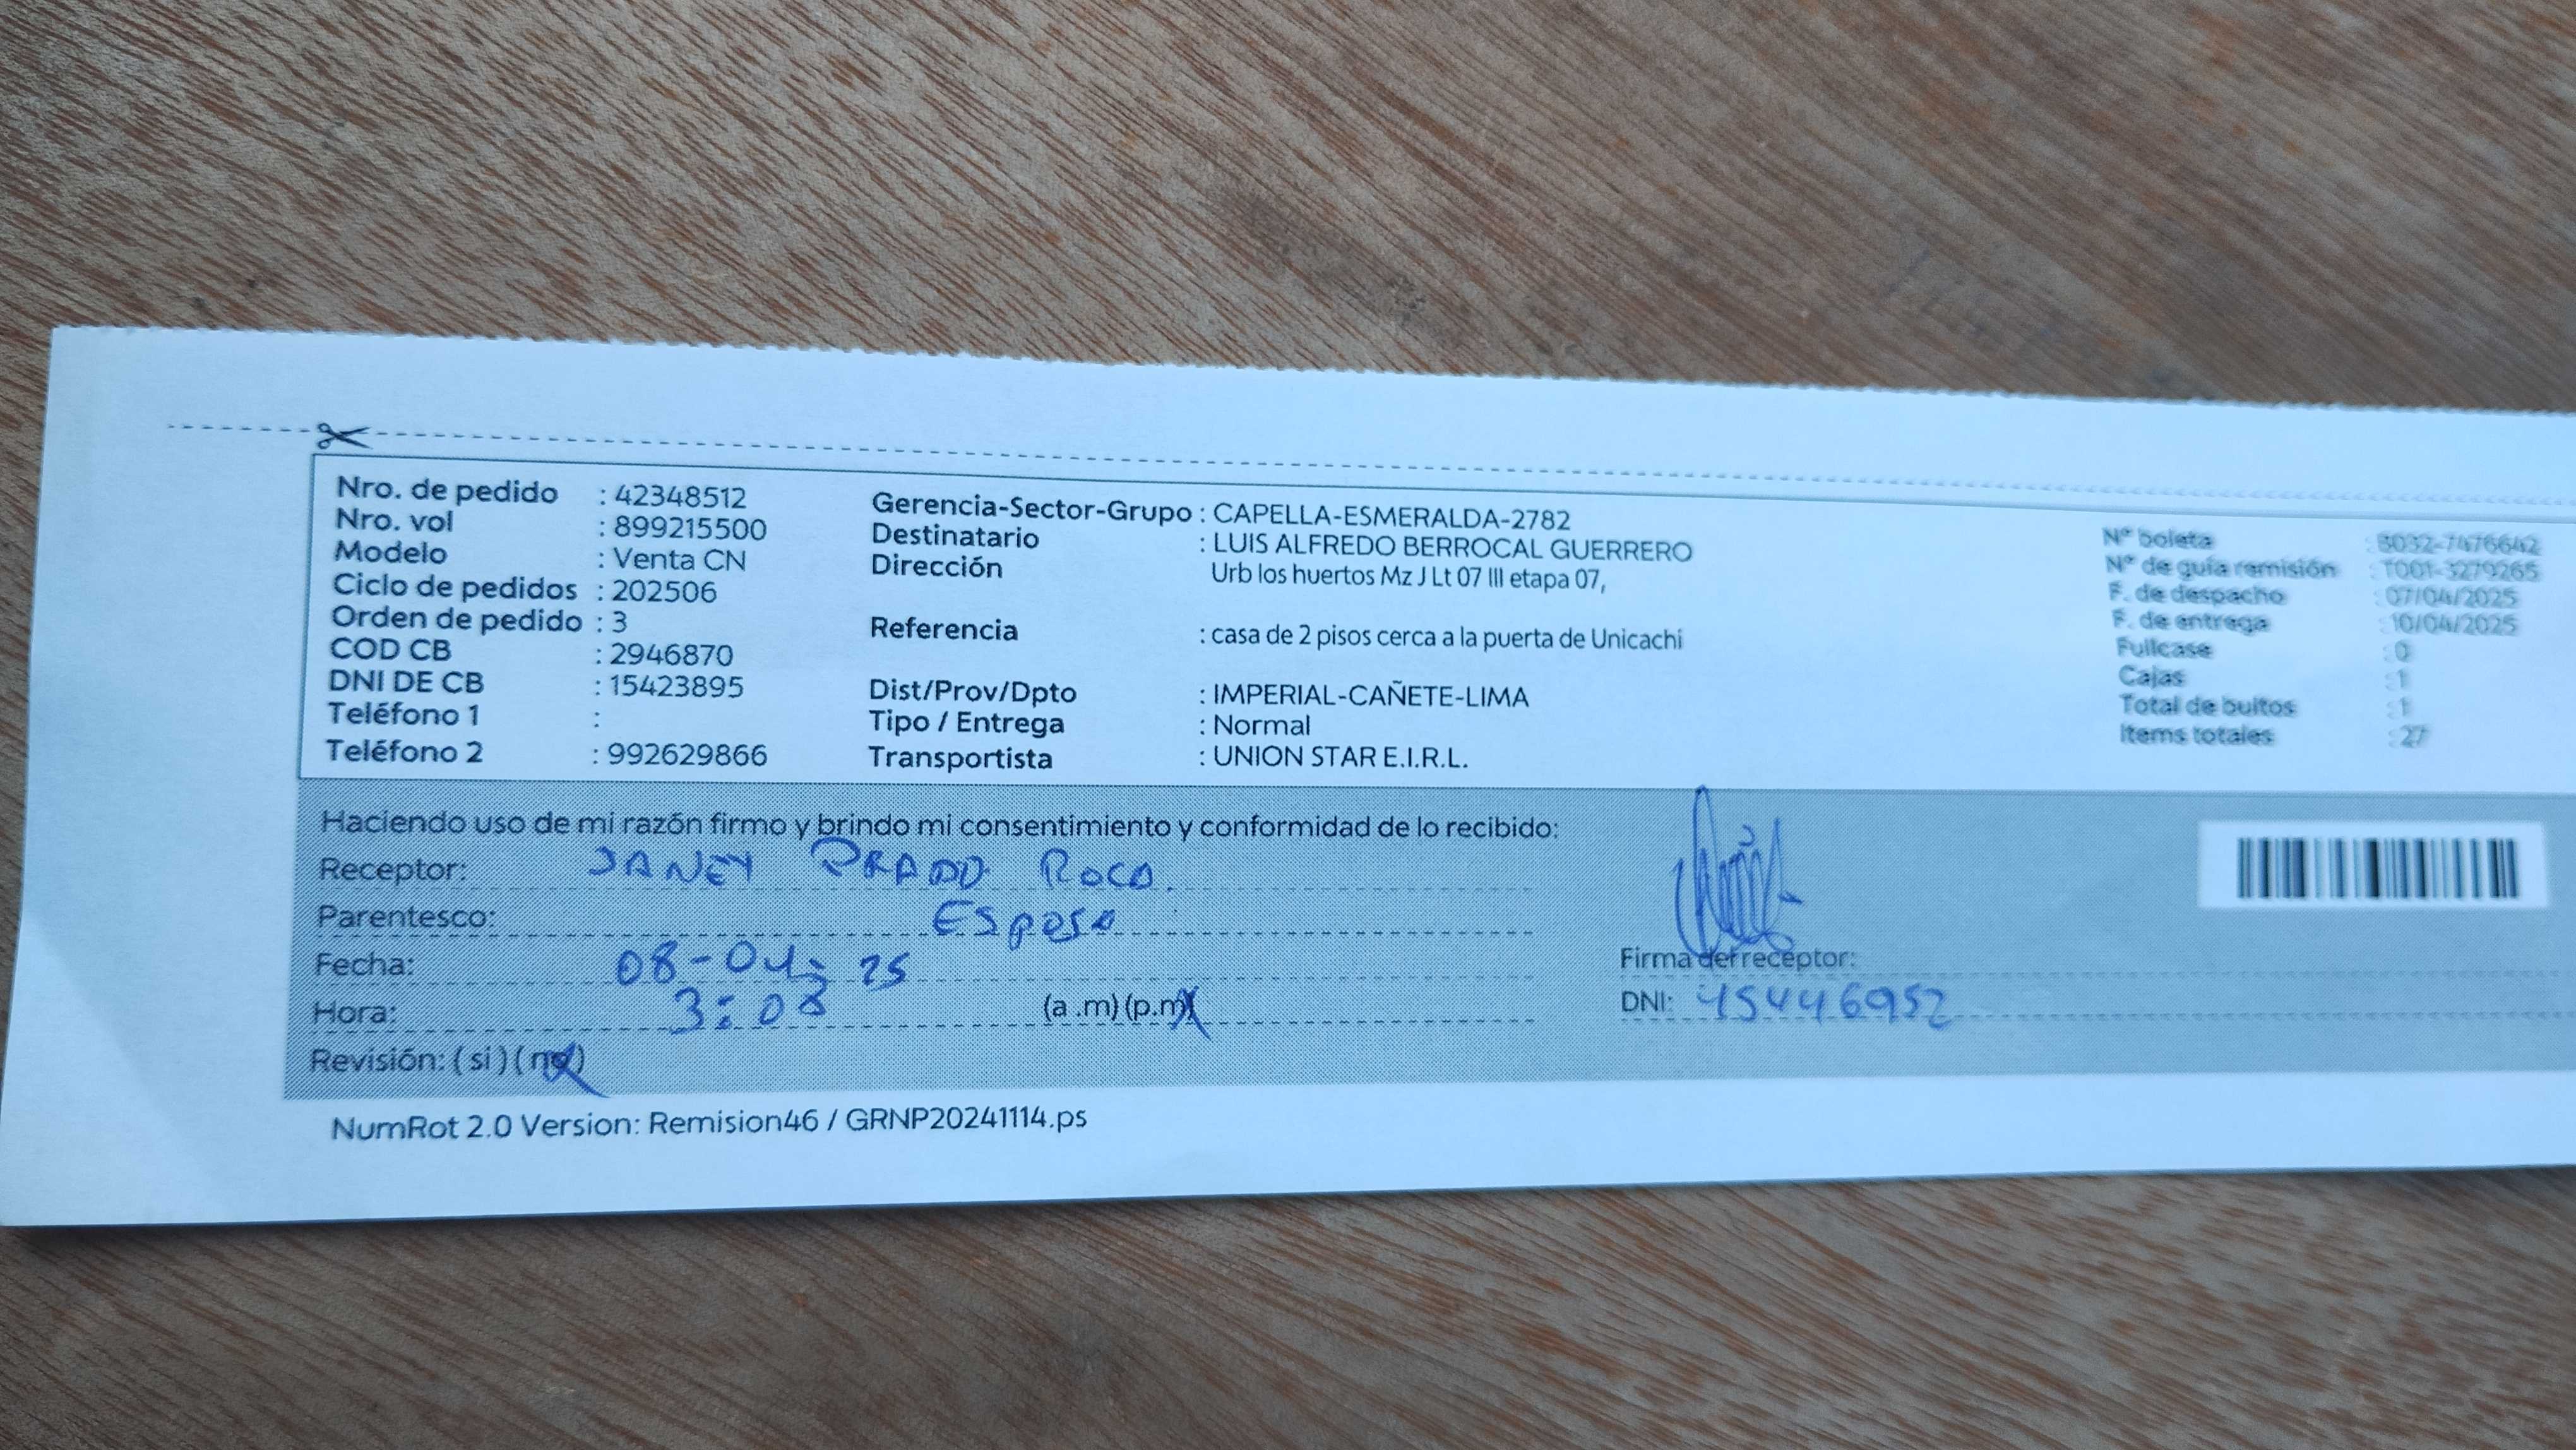 Nro. de pedido : 42348512
Nro. vol : 899215500
Modelo : Venta CN
Ciclo de pedidos : 202506
Orden de pedido : 3
COD CB : 2946870
DNI DE CB : 15423895
Teléfono 1 :
Teléfono 2 : 992629866
Gerencia-Sector-Grupo : CAPELLA-ESMERALDA-2782
Destinatario : LUIS ALFREDO BERROCAL GUERRERO
Dirección Urb los huertos Mz J Lt 07 III etapa 07,
Referencia : casa de 2 pisos cerca a la puerta de Unicachi
Dist/Prov/Dpto : IMPERIAL-CAÑETE-LIMA
Tipo / Entrega : Normal
Transportista : UNION STAR E.I.R.L.
N° boleta : B032-7476642
N° de guía remisión : T001-3279265
F. de despacho : 07/04/2025
F. de entrega : 10/04/2025
Fullcase : 0
Cajas : 1
Total de bultos : 1
Items totales : 27
Haciendo uso de mi razón firmo y brindo mi consentimiento y conformidad de lo recibido:
Receptor: JANEY PRADO ROCA.
Parentesco: Esposa
Fecha: 08-04-25
Hora: 3:08 (a .m) (p.m)
Revisión: ( si ) ( no )
Firma del receptor:
DNI: 45446952
NumRot 2.0 Version: Remision46 / GRNP20241114.ps